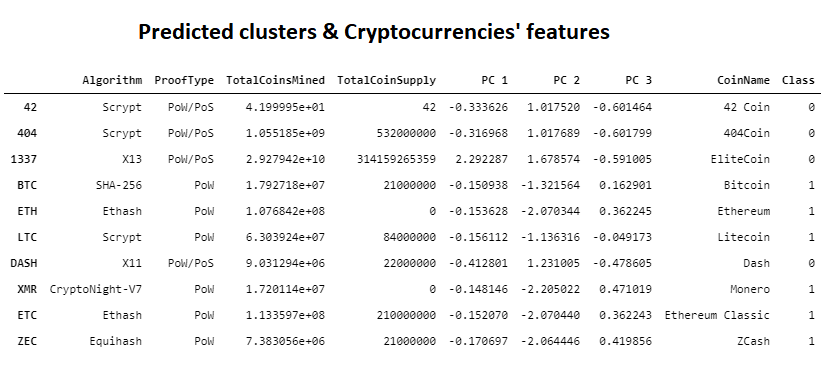 Predicted clusters & Cryptocurrencies' features
Algorithm ProofType TotalCoinsMined TotalCoinSupply PC 1 PC 2 PC 3 CoinName Class
42 Scrypt PoW/PoS 4.199995e+01 42 -0.333626 1.017520 -0.601464 42 Coin 0
404 Scrypt PoW/PoS 1.055185e+09 532000000 -0.316968 1.017689 -0.601799 404Coin 0
1337 X13 PoW/PoS 2.927942e+10 314159265359 2.292287 1.678574 -0.591005 EliteCoin 0
BTC SHA-256 PoW 1.792718e+07 21000000 -0.150938 -1.321564 0.162901 Bitcoin 1
ETH Ethash PoW 1.076842e+08 0 -0.153628 -2.070344 0.362245 Ethereum 1
LTC Scrypt PoW 6.303924e+07 84000000 -0.156112 -1.136316 -0.049173 Litecoin 1
DASH X11 PoW/PoS 9.031294e+06 22000000 -0.412801 1.231005 -0.478605 Dash 0
XMR CryptoNight-V7 PoW 1.720114e+07 0 -0.148146 -2.205022 0.471019 Monero 1
ETC Ethash PoW 1.133597e+08 210000000 -0.152070 -2.070440 0.362243 Ethereum Classic 1
ZEC Equihash PoW 7.383056e+06 21000000 -0.170697 -2.064446 0.419856 ZCash 1